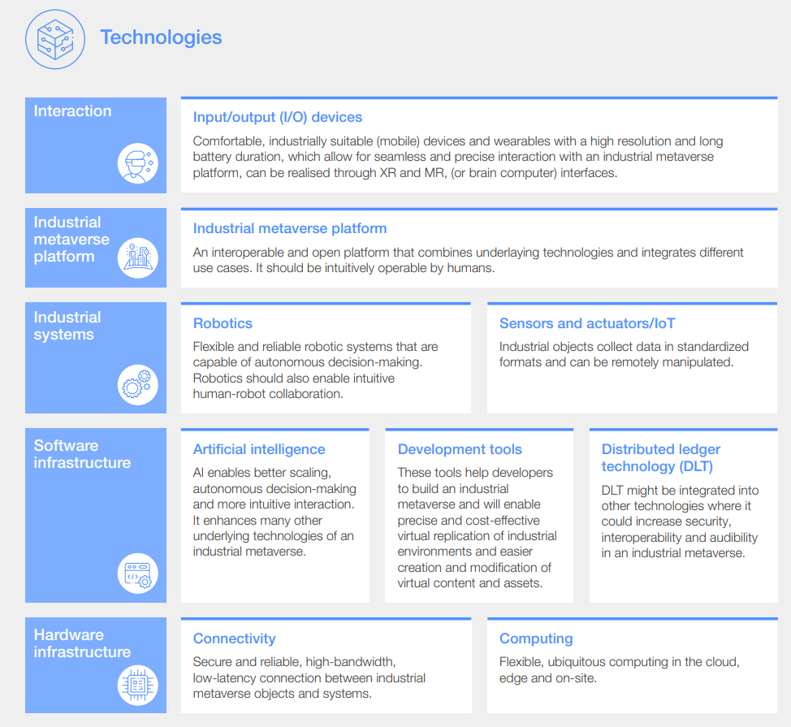 Technologies
Interaction
Input/output (I/O) devices
Comfortable, industrially suitable (mobile) devices and wearables with a high resolution and long
battery duration, which allow for seamless and precise interaction with an industrial metaverse
platform, can be realised through XR and MR, (or brain computer) interfaces.
Industrial
metaverse
platform
Industrial metaverse platform
An interoperable and open platform that combines underlaying technologies and integrates different
use cases. It should be intuitively operable by humans.
Industrial
systems
Robotics
Flexible and reliable robotic systems that are
capable of autonomous decision-making.
Robotics should also enable intuitive
human-robot collaboration.
Sensors and actuators/IoT
Industrial objects collect data in standardized
formats and can be remotely manipulated.
Software
infrastructure
Artificial intelligence
AI enables better scaling,
autonomous decision-making
and more intuitive interaction.
It enhances many other
underlying technologies of an
industrial metaverse.
Development tools
These tools help developers
to build an industrial
metaverse and will enable
precise and cost-effective
virtual replication of industrial
environments and easier
creation and modification of
virtual content and assets.
Distributed ledger
technology (DLT)
DLT might be integrated into
other technologies where it
could increase security,
interoperability and audibility
in an industrial metaverse.
Hardware
infrastructure
Connectivity
Secure and reliable, high-bandwidth,
low-latency connection between industrial
metaverse objects and systems.
Computing
Flexible, ubiquitous computing in the cloud,
edge and on-site.